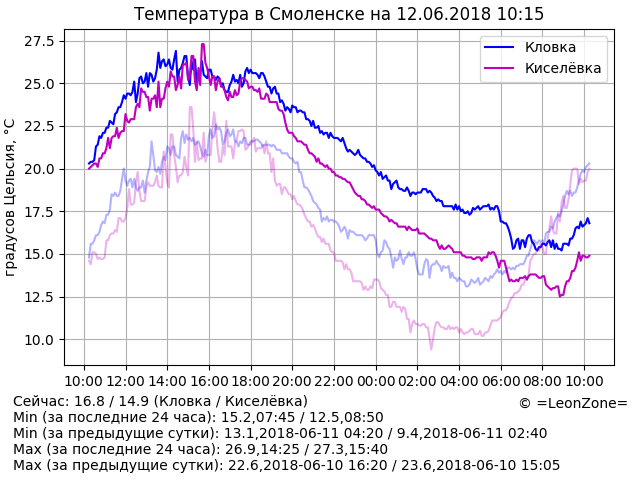 Температура в Смоленске на 12.06.2018 10:15
27.5
25.0
22.5
20.0
17.5
15.0
12.5
10.0
градусов Цельсия, °C
Кловка
Киселёвка
10:00 12:00 14:00 16:00 18:00 20:00 22:00 00:00 02:00 04:00 06:00 08:00 10:00
Сейчас: 16.8 / 14.9 (Кловка / Киселёвка)
© =LeonZone=
Min (за последние 24 часа): 15.2,07:45 / 12.5,08:50
Min (за предыдущие сутки): 13.1,2018-06-11 04:20 / 9.4,2018-06-11 02:40
Max (за последние 24 часа): 26.9,14:25 / 27.3,15:40
Max (за предыдущие сутки): 22.6,2018-06-10 16:20 / 23.6,2018-06-10 15:05